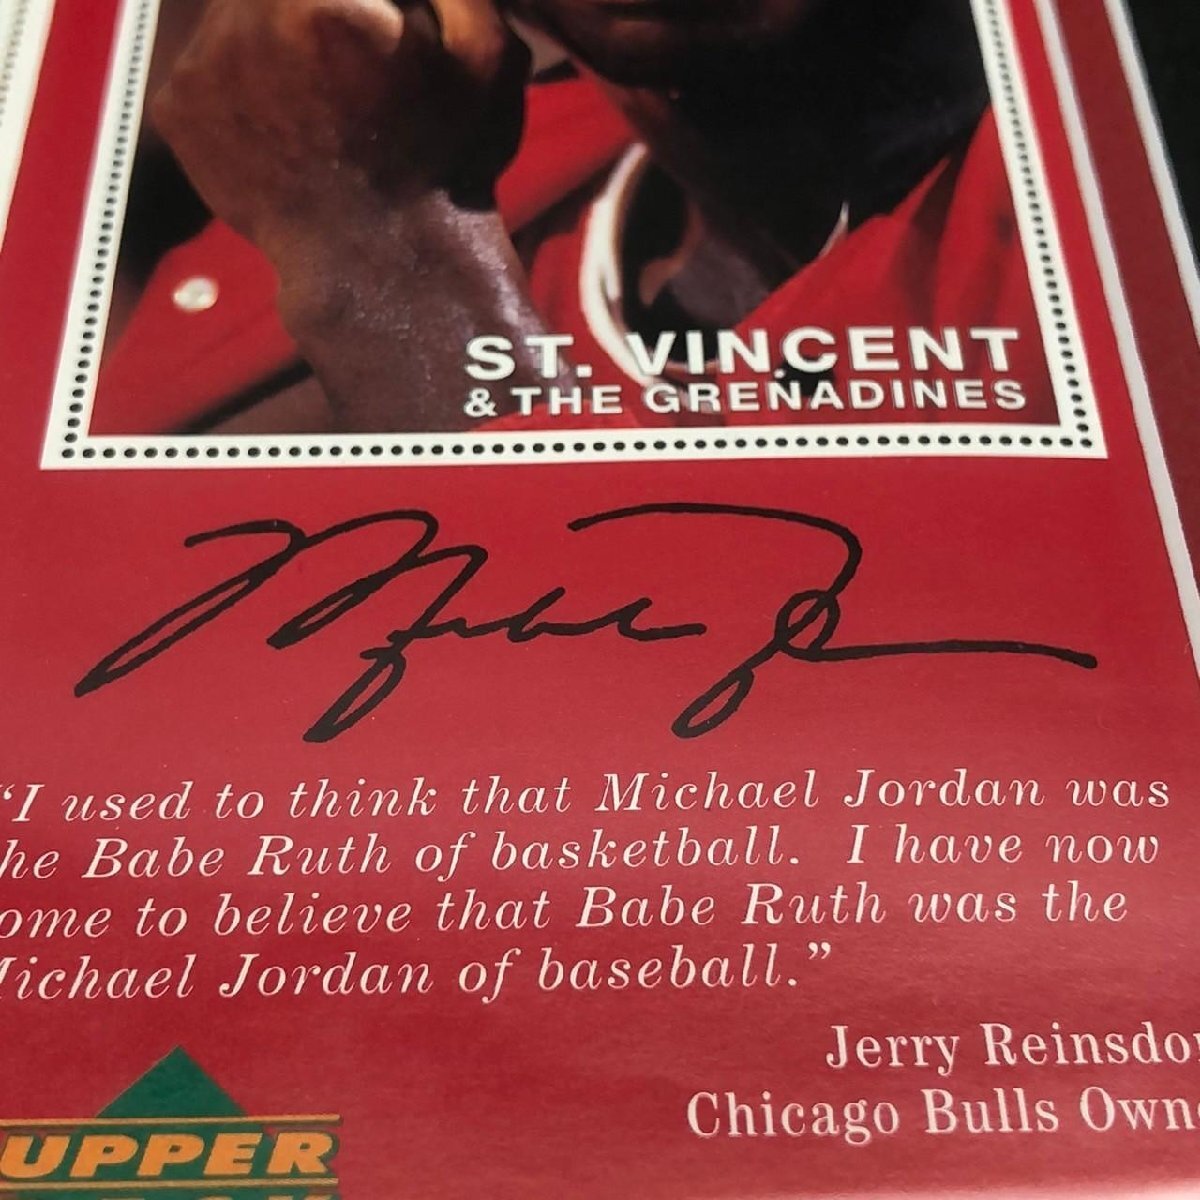 ST. VINCENT
& THE GRENADINES
“I used to think that Michael Jordan was
he Babe Ruth of basketball. I have now
ome to believe that Babe Ruth was the
Michael Jordan of baseball.”
Jerry Reinsdor
Chicago Bulls Own
UPPER